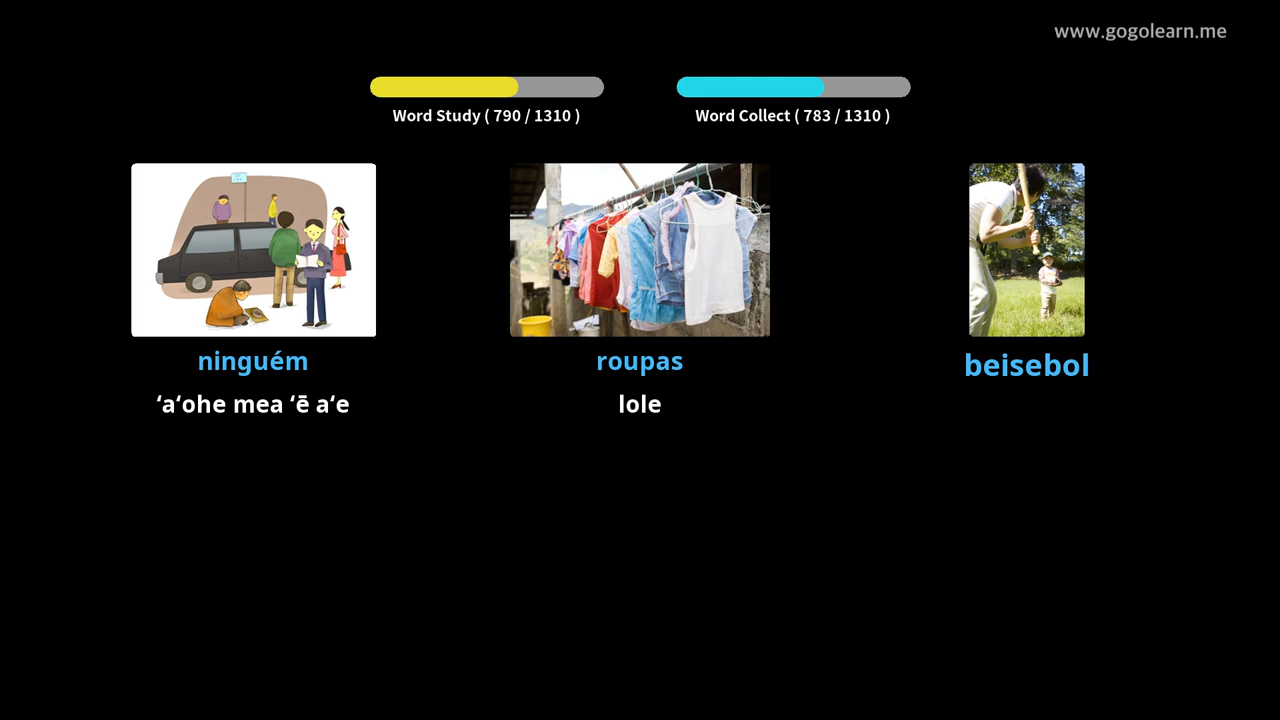 www.gogolearn.me
Word Study ( 790 / 1310 )
Word Collect ( 783 / 1310 )
ninguém
roupas
beisebol
ʻaʻohe mea ʻē aʻe
lole